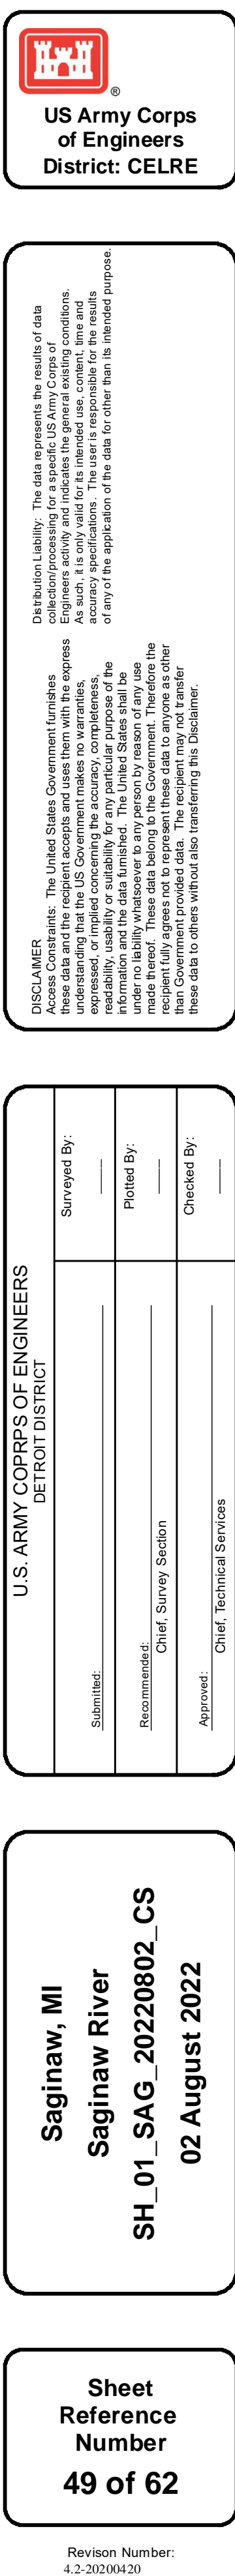 ®
US Army Corps
of Engineers
District: CELRE
DISCLAIMER
Access Constraints: The United States Government furnishes
these data and the recipient accepts and uses them with the express
understanding that the US Government makes no warranties,
expressed, or implied concerning the accuracy, completeness,
readability, usability or suitability for any particular purpose of the
information and the data furnished. The United States shall be
under no liability whatsoever to any person by reason of any use
made thereof. These data belong to the Government. Therefore the
recipient fully agrees not to represent these data to anyone as other
than Government provided data. The recipient may not transfer
these data to others without also transferring this Disclaimer.
Distribution Liability: The data represents the results of data
collection/processing for a specific US Army Corps of
Engineers activity and indicates the general existing conditions.
As such, it is only valid for its intended use, content, time and
accuracy specifications. The user is responsible for the results
of any of the application of the data for other than its intended purpose.
U.S. ARMY COPRPS OF ENGINEERS
DETROIT DISTRICT
Submitted:
Surveyed By:
Recommended:
Chief, Survey Section
Plotted By:
Approved:
Chief, Technical Services
Checked By:
Saginaw, MI
Saginaw River
SH_01_SAG_20220802_CS
02 August 2022
Sheet
Reference
Number
49 of 62
Revison Number:
4.2-20200420